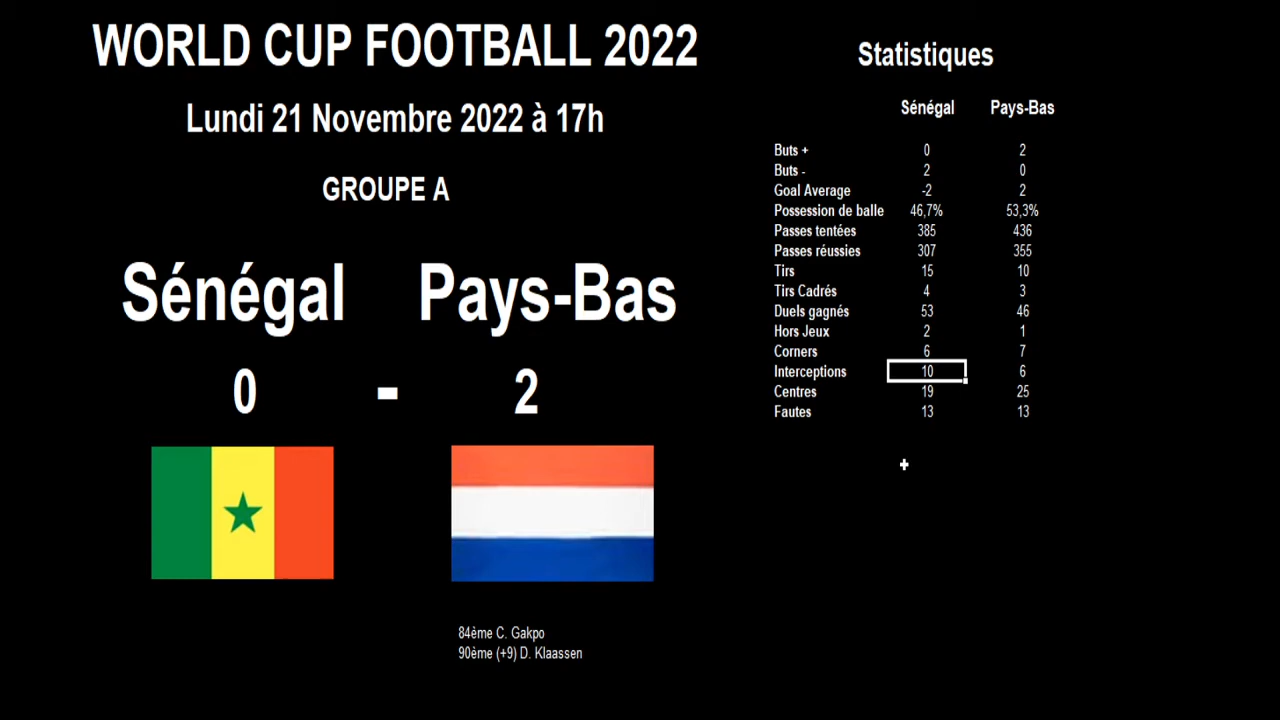 WORLD CUP FOOTBALL 2022
Lundi 21 Novembre 2022 à 17h
GROUPE A
Sénégal Pays-Bas
0 - 2
84ème C. Gakpo
90ème (+9) D. Klaassen
Statistiques
Sénégal Pays-Bas
Buts + 0 2
Buts - 2 0
Goal Average -2 2
Possession de balle 46,7% 53,3%
Passes tentées 385 436
Passes réussies 307 355
Tirs 15 10
Tirs Cadrés 4 3
Duels gagnés 53 46
Hors Jeux 2 1
Corners 6 7
Interceptions 10 6
Centres 19 25
Fautes 13 13